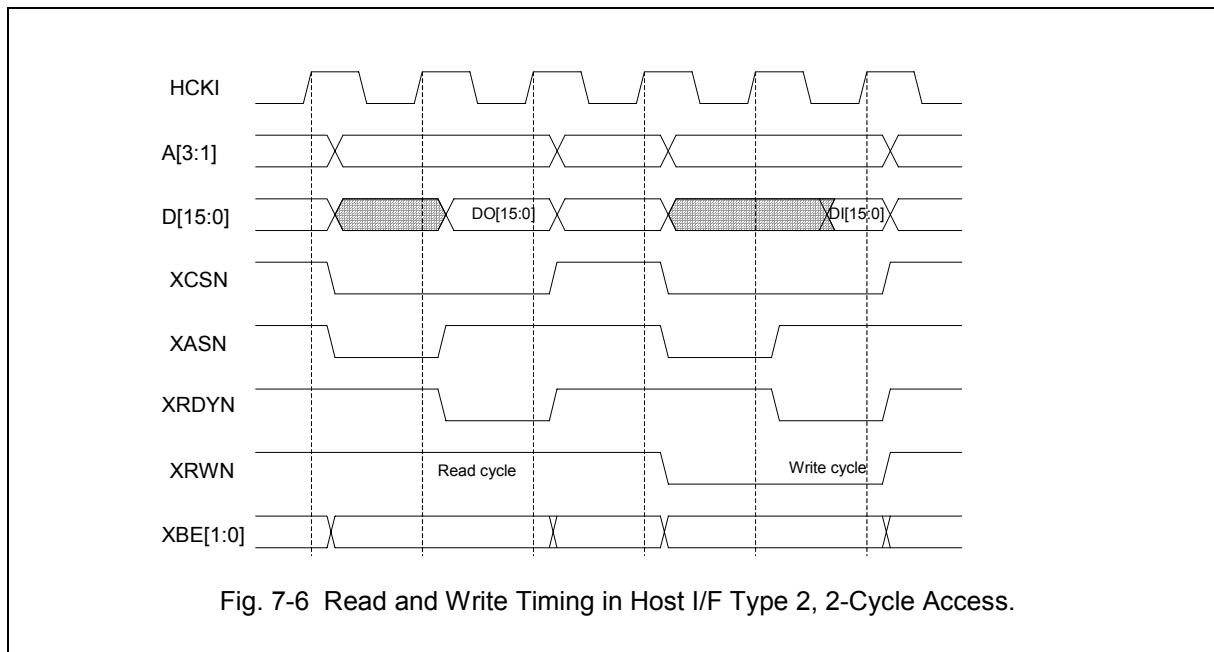 HCKI
A[3:1]
D[15:0]
DO[15:0]
DI[15:0]
XCSN
XASN
XRDYN
XRWN
Read cycle
Write cycle
XBE[1:0]
Fig. 7-6 Read and Write Timing in Host I/F Type 2, 2-Cycle Access.